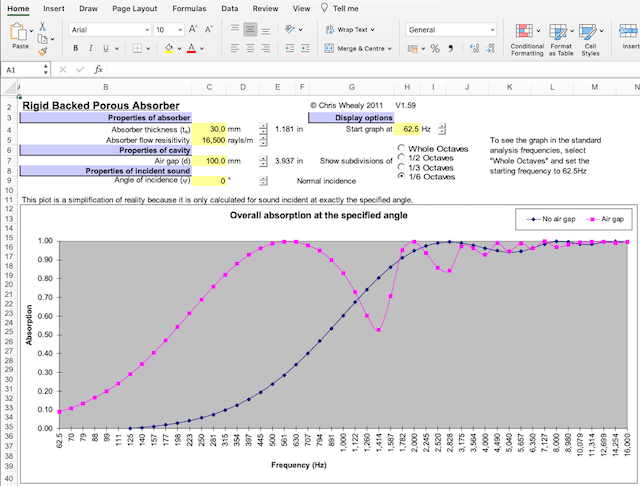 Home Insert Draw Page Layout Formulas Data Review View Tell me
Paste
Arial 10 A^ A˅
B I U A
Wrap Text
Merge & Centre
General
%
Conditional Formatting
Format as Table
Cell Styles
Insert
A1 fx
A B C D E F G H I J K L M N
2 Rigid Backed Porous Absorber © Chris Whealy 2011 V1.59
3 Properties of absorber Display options
4 Absorber thickness (tₐ) 30.0 mm 1.181 in Start graph at 62.5 Hz
5 Absorber flow resisitivity 16,500 rayls/m
6 Properties of cavity
7 Air gap (d) 100.0 mm 3.937 in Show subdivisions of
8 Properties of incident sound
9 Angle of incidence (ψ) 0 ° Normal incidence
Whole Octaves
1/2 Octaves
1/3 Octaves
1/6 Octaves
To see the graph in the standard
analysis frequencies, select
"Whole Octaves" and set the
starting frequency to 62.5Hz
10
11 This plot is a simplification of reality because it is only calculated for sound incident at exactly the specified angle.
12
13
14
15
16
17
18
19
20
21
22
23
24
25
26
27
28
29
30
31
32
33
34
35
36
37
38
39
40
Overall absorption at the specified angle
No air gap Air gap
Absorption
1.00
0.90
0.80
0.70
0.60
0.50
0.40
0.30
0.20
0.10
0.00
62.5 70 79 88 99 111 125 140 157 177 198 223 250 281 315 354 397 445 500 561 630 707 794 891 1,000 1,122 1,260 1,414 1,587 1,782 2,000 2,245 2,520 2,828 3,175 3,564 4,000 4,490 5,040 5,657 6,350 7,127 8,000 8,980 10,079 11,314 12,699 14,254 16,000
Frequency (Hz)